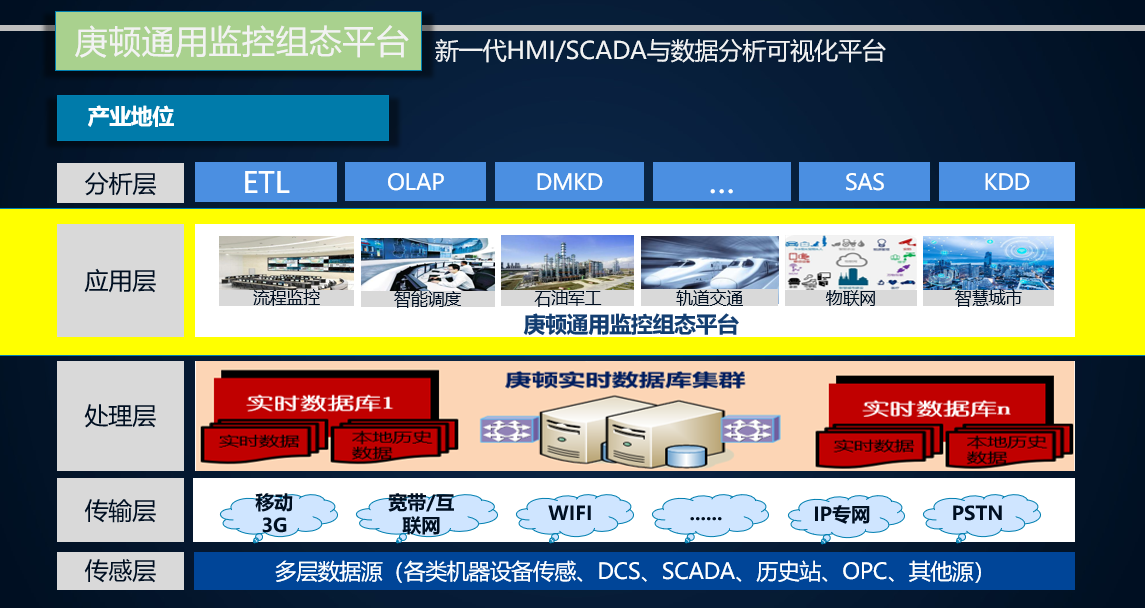 庚顿通用监控组态平台
新一代HMI/SCADA与数据分析可视化平台
产业地位
分析层
ETL
OLAP
DMKD
...
SAS
KDD
应用层
流程监控
智能调度
石油军工
轨道交通
物联网
智慧城市
庚顿通用监控组态平台
处理层
庚顿实时数据库集群
实时数据库1
实时数据
本地历史
数据
实时数据库n
实时数据
本地历史
数据
传输层
移动
3G
宽带/互
联网
WIFI
......
IP专网
PSTN
传感层
多层数据源（各类机器设备传感、DCS、SCADA、历史站、OPC、其他源）